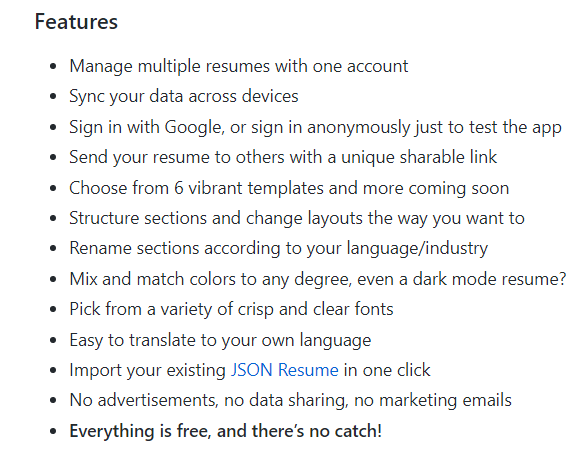 Features
Manage multiple resumes with one account
Sync your data across devices
Sign in with Google, or sign in anonymously just to test the app
Send your resume to others with a unique sharable link
Choose from 6 vibrant templates and more coming soon
Structure sections and change layouts the way you want to
Rename sections according to your language/industry
Mix and match colors to any degree, even a dark mode resume?
Pick from a variety of crisp and clear fonts
Easy to translate to your own language
Import your existing JSON Resume in one click
No advertisements, no data sharing, no marketing emails
Everything is free, and there’s no catch!